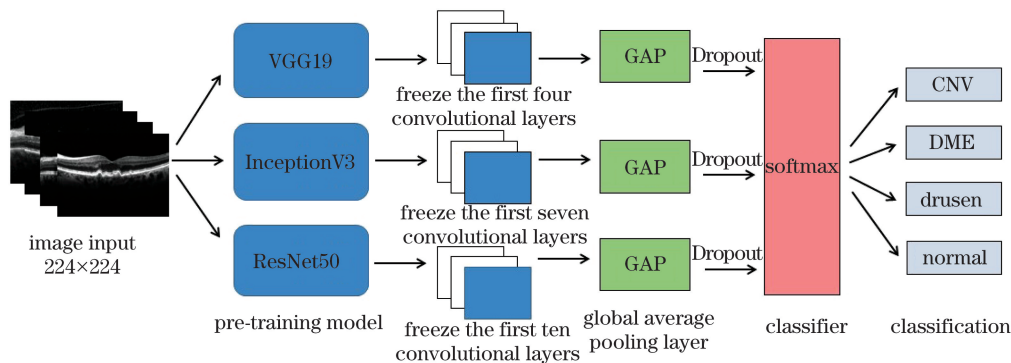 VGG19
freeze the first four
convolutional layers
GAP
Dropout
InceptionV3
freeze the first seven
convolutional layers
GAP
Dropout
ResNet50
freeze the first ten
convolutional layers
GAP
Dropout
image input
224×224
pre-training model
global average
pooling layer
softmax
classifier
CNV
DME
drusen
normal
classification